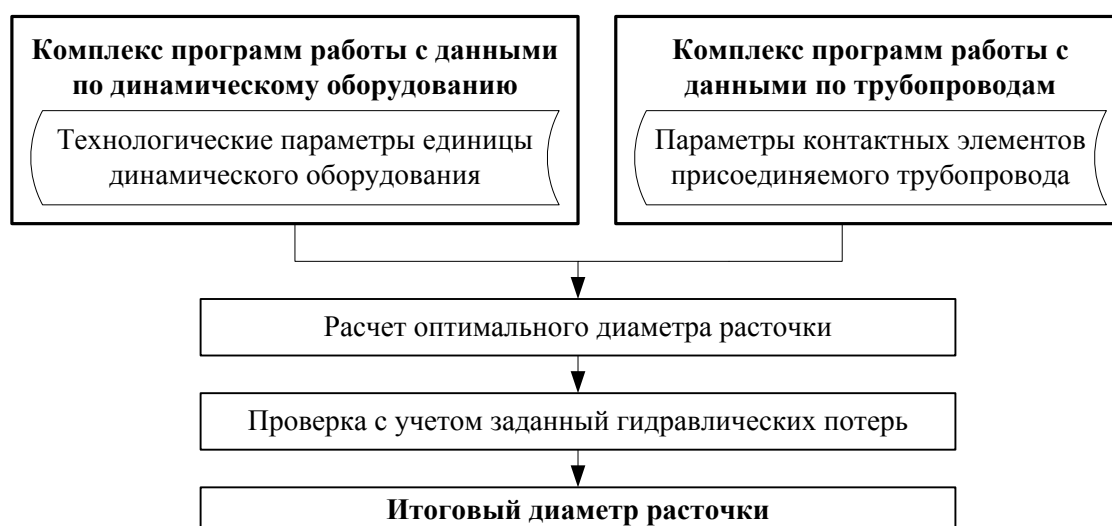 Комплекс программ работы с данными
по динамическому оборудованию
Технологические параметры единицы
динамического оборудования
Комплекс программ работы с
данными по трубопроводам
Параметры контактных элементов
присоединяемого трубопровода
Расчет оптимального диаметра расточки
Проверка с учетом заданный гидравлических потерь
Итоговый диаметр расточки